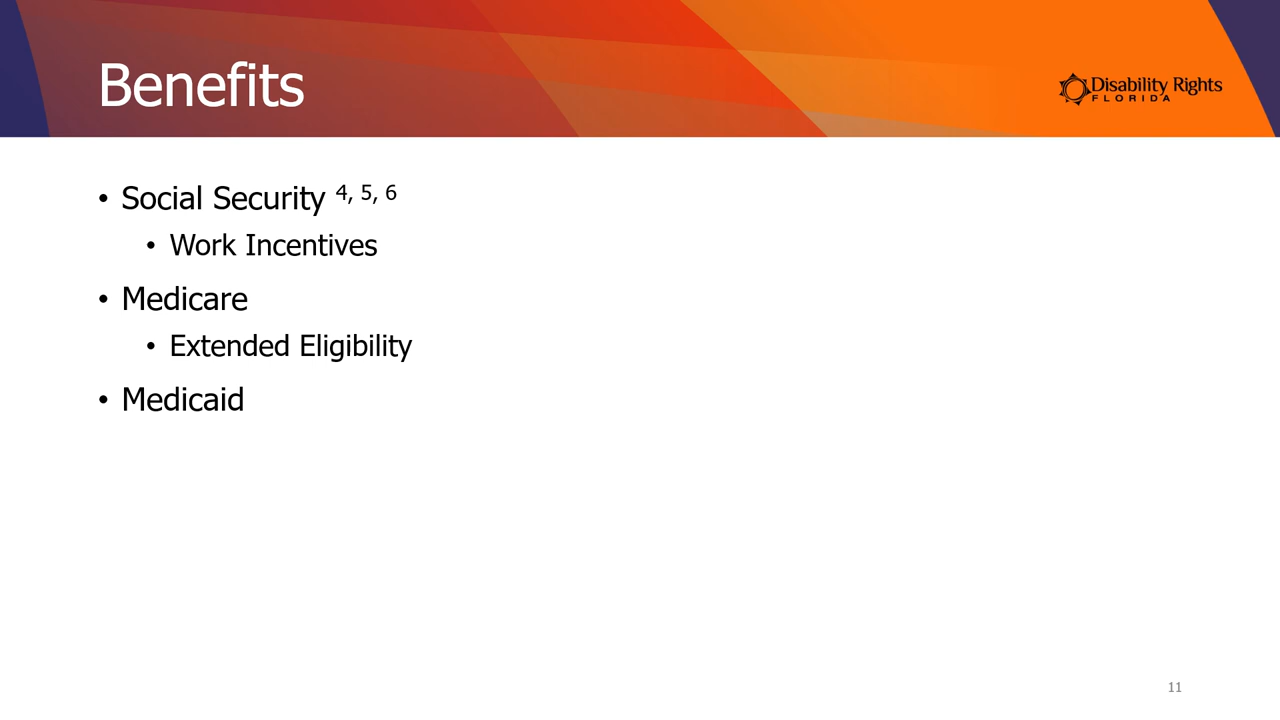 Benefits
Disability Rights
FLORIDA
• Social Security 4, 5, 6
• Work Incentives
• Medicare
• Extended Eligibility
• Medicaid
11